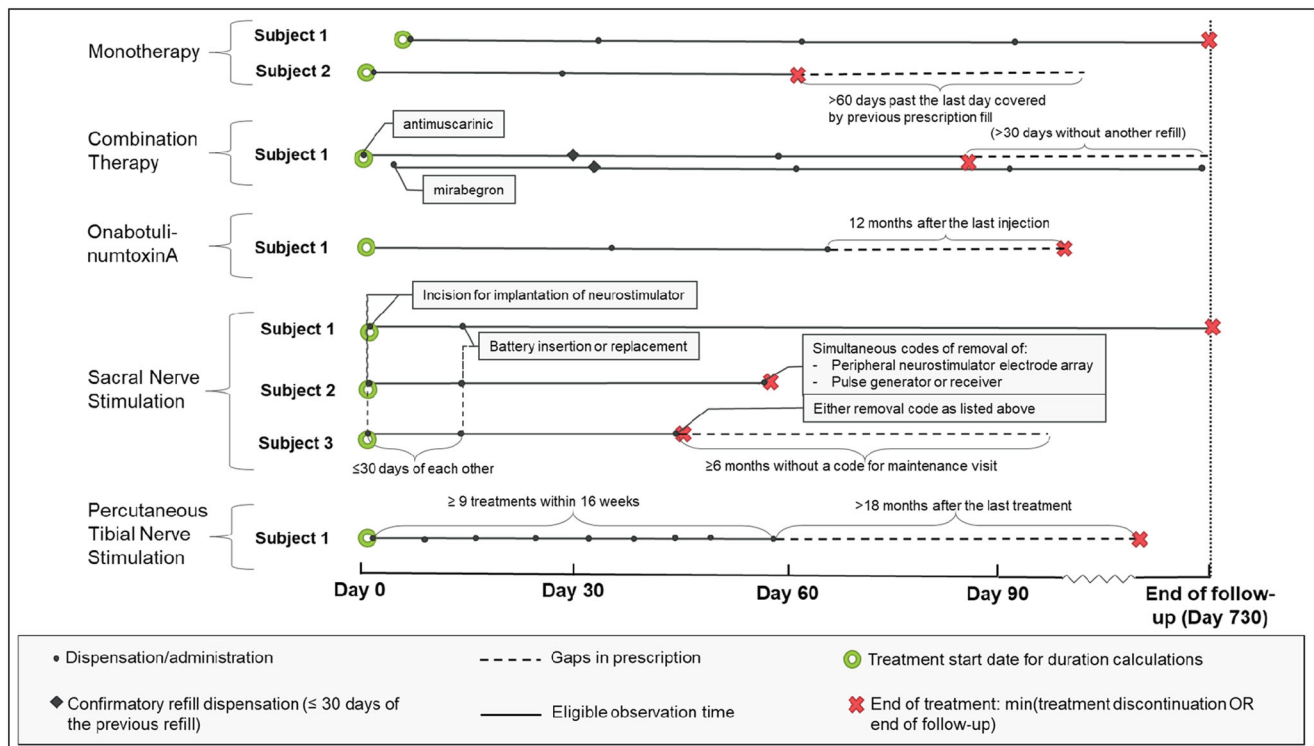 Monotherapy
Subject 1
Subject 2
>60 days past the last day covered
by previous prescription fill
Combination
Therapy
antimuscarinic
Subject 1
(>30 days without another refill)
mirabegron
Onabotuli-
numtoxinA
Subject 1
12 months after the last injection
Sacral Nerve
Stimulation
Incision for implantation of neurostimulator
Subject 1
Battery insertion or replacement
Simultaneous codes of removal of:
- Peripheral neurostimulator electrode array
- Pulse generator or receiver
Subject 2
Either removal code as listed above
Subject 3
≤30 days of each other
≥6 months without a code for maintenance visit
Percutaneous
Tibial Nerve
Stimulation
≥ 9 treatments within 16 weeks
>18 months after the last treatment
Subject 1
Day 0
Day 30
Day 60
Day 90
End of follow-
up (Day 730)
Dispensation/administration
Gaps in prescription
Treatment start date for duration calculations
Confirmatory refill dispensation (≤ 30 days of
the previous refill)
Eligible observation time
End of treatment: min(treatment discontinuation OR
end of follow-up)